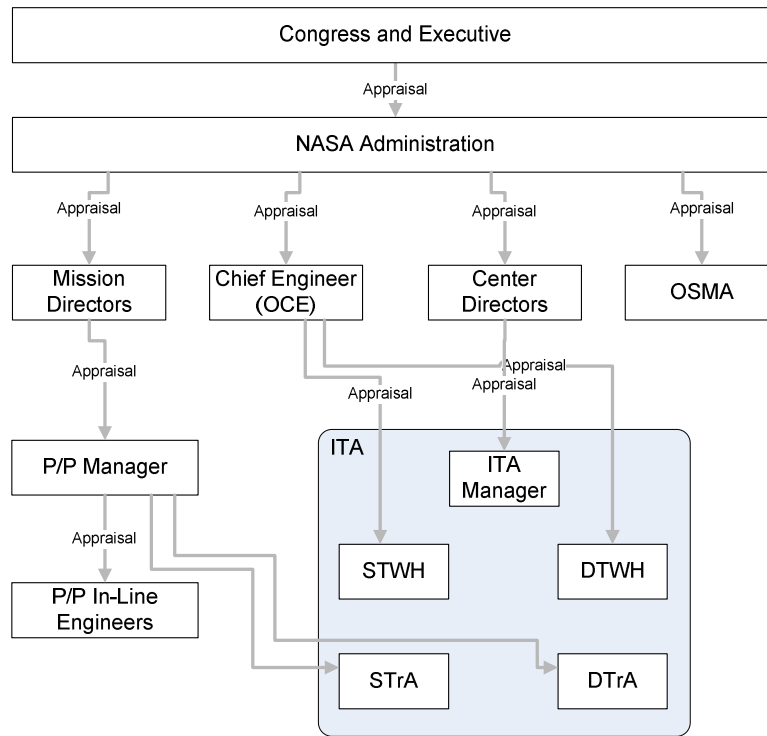 Congress and Executive
Appraisal
NASA Administration
Appraisal
Appraisal
Appraisal
Appraisal
Mission
Directors
Chief Engineer
(OCE)
Center
Directors
OSMA
Appraisal
Appraisal
Appraisal
Appraisal
ITA
P/P Manager
ITA
Manager
Appraisal
STWH
DTWH
P/P In-Line
Engineers
STrA
DTrA